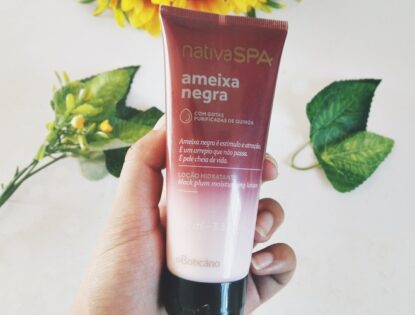 nativaSPA
ameixa
negra
COM GOTAS
PURIFICADAS DE QUINOA
Ameixa negra é estímulo e atração.
É um arrepio que não passa.
É pele cheia de vida.
LOÇÃO HIDRATANTE
black plum moisturizing lotion
oBoticário